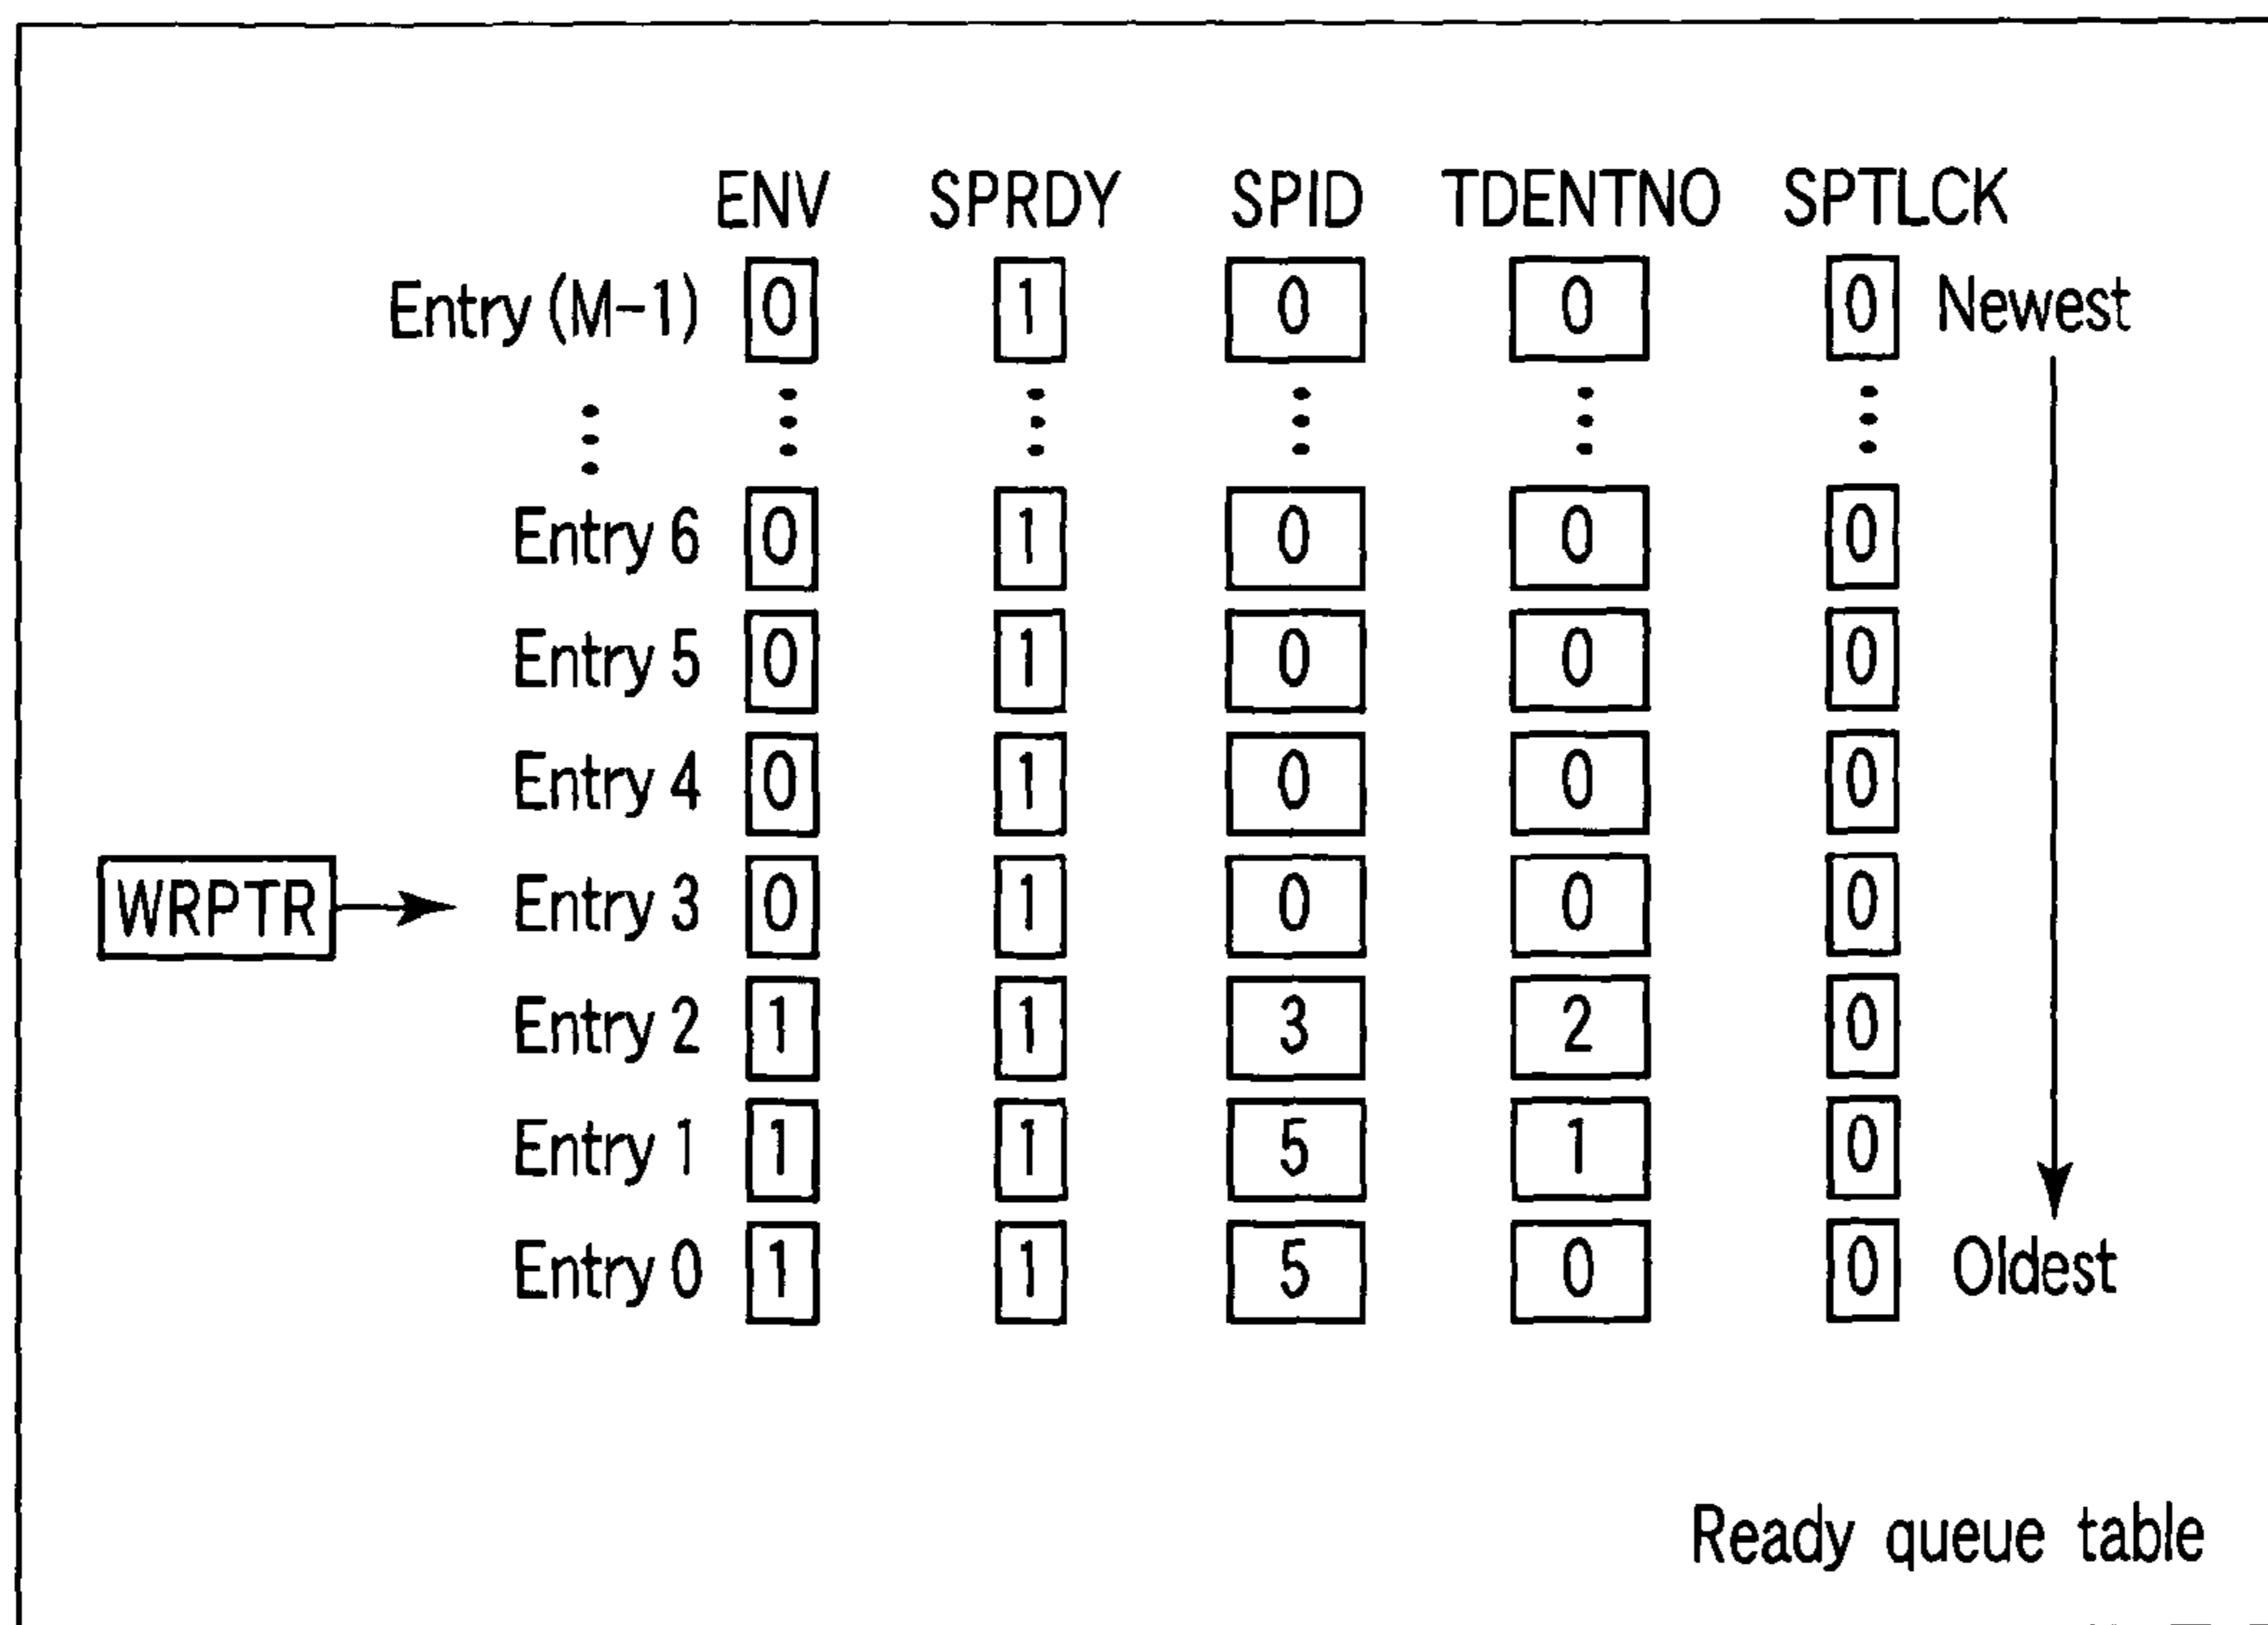 ENV SPRDY SPID TDENTNO SPTLCK
Entry (M-1) 0 1 0 0 0 Newest
Entry 6 0 1 0 0 0
Entry 5 0 1 0 0 0
Entry 4 0 1 0 0 0
WRPTR Entry 3 0 1 0 0 0
Entry 2 1 1 3 2 0
Entry 1 1 1 5 1 0
Entry 0 1 1 5 0 0 Oldest
Ready queue table